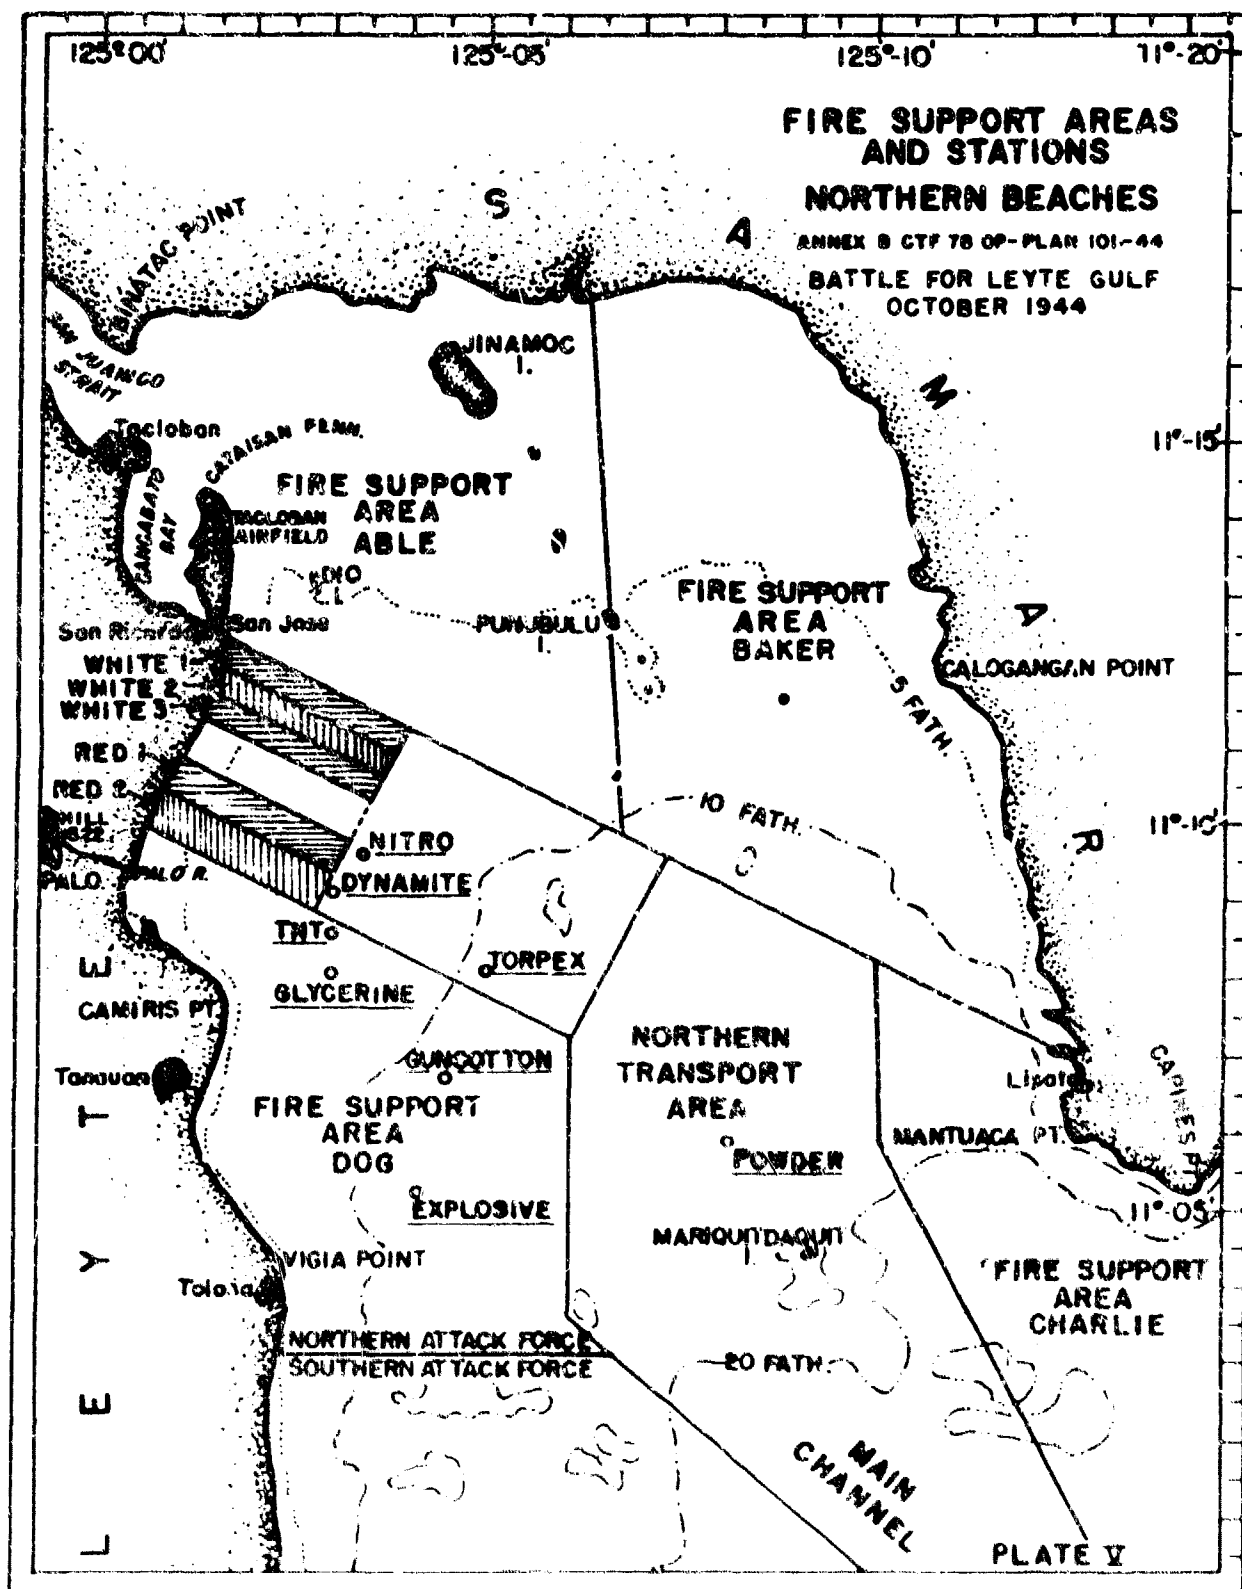 125° 00'
125°-05'
125°-10'
11°-20'
FIRE SUPPORT AREAS
AND STATIONS
NORTHERN BEACHES
ANNEX B CTF 78 OP-PLAN 101-44
BATTLE FOR LEYTE GULF
OCTOBER 1944
SAMAR
BINATAC POINT
SAN JUANICO
STRAIT
JINAMOC
I.
Tacloban
CATAISAN PENN.
11°-15'
FIRE SUPPORT
AREA
ABLE
TACLOBAN
AIRFIELD
CANCABATO
BAY
FIRE SUPPORT
AREA
BAKER
San Ricardo
San Jose
I.
CALOGANGAN POINT
WHITE 1
WHITE 2
WHITE 3
5 FATH.
RED 1
RED 2
HILL
522
10 FATH.
11°-10'
PALO
PALO R.
NITRO
DYNAMITE
TNT
TORPEX
GLYCERINE
CAMIRIS PT.
GUNCOTTON
NORTHERN
TRANSPORT
AREA
Tanauan
Lipata
CAPINES PT.
FIRE SUPPORT
AREA
DOG
MANTUACA PT.
POWDER
EXPLOSIVE
11°-05'
MARIQUITDAQUIT
I.
VIGIA POINT
Tolosa
FIRE SUPPORT
AREA
CHARLIE
NORTHERN ATTACK FORCE
SOUTHERN ATTACK FORCE
20 FATH.
LEYTE
MAIN
CHANNEL
PLATE V